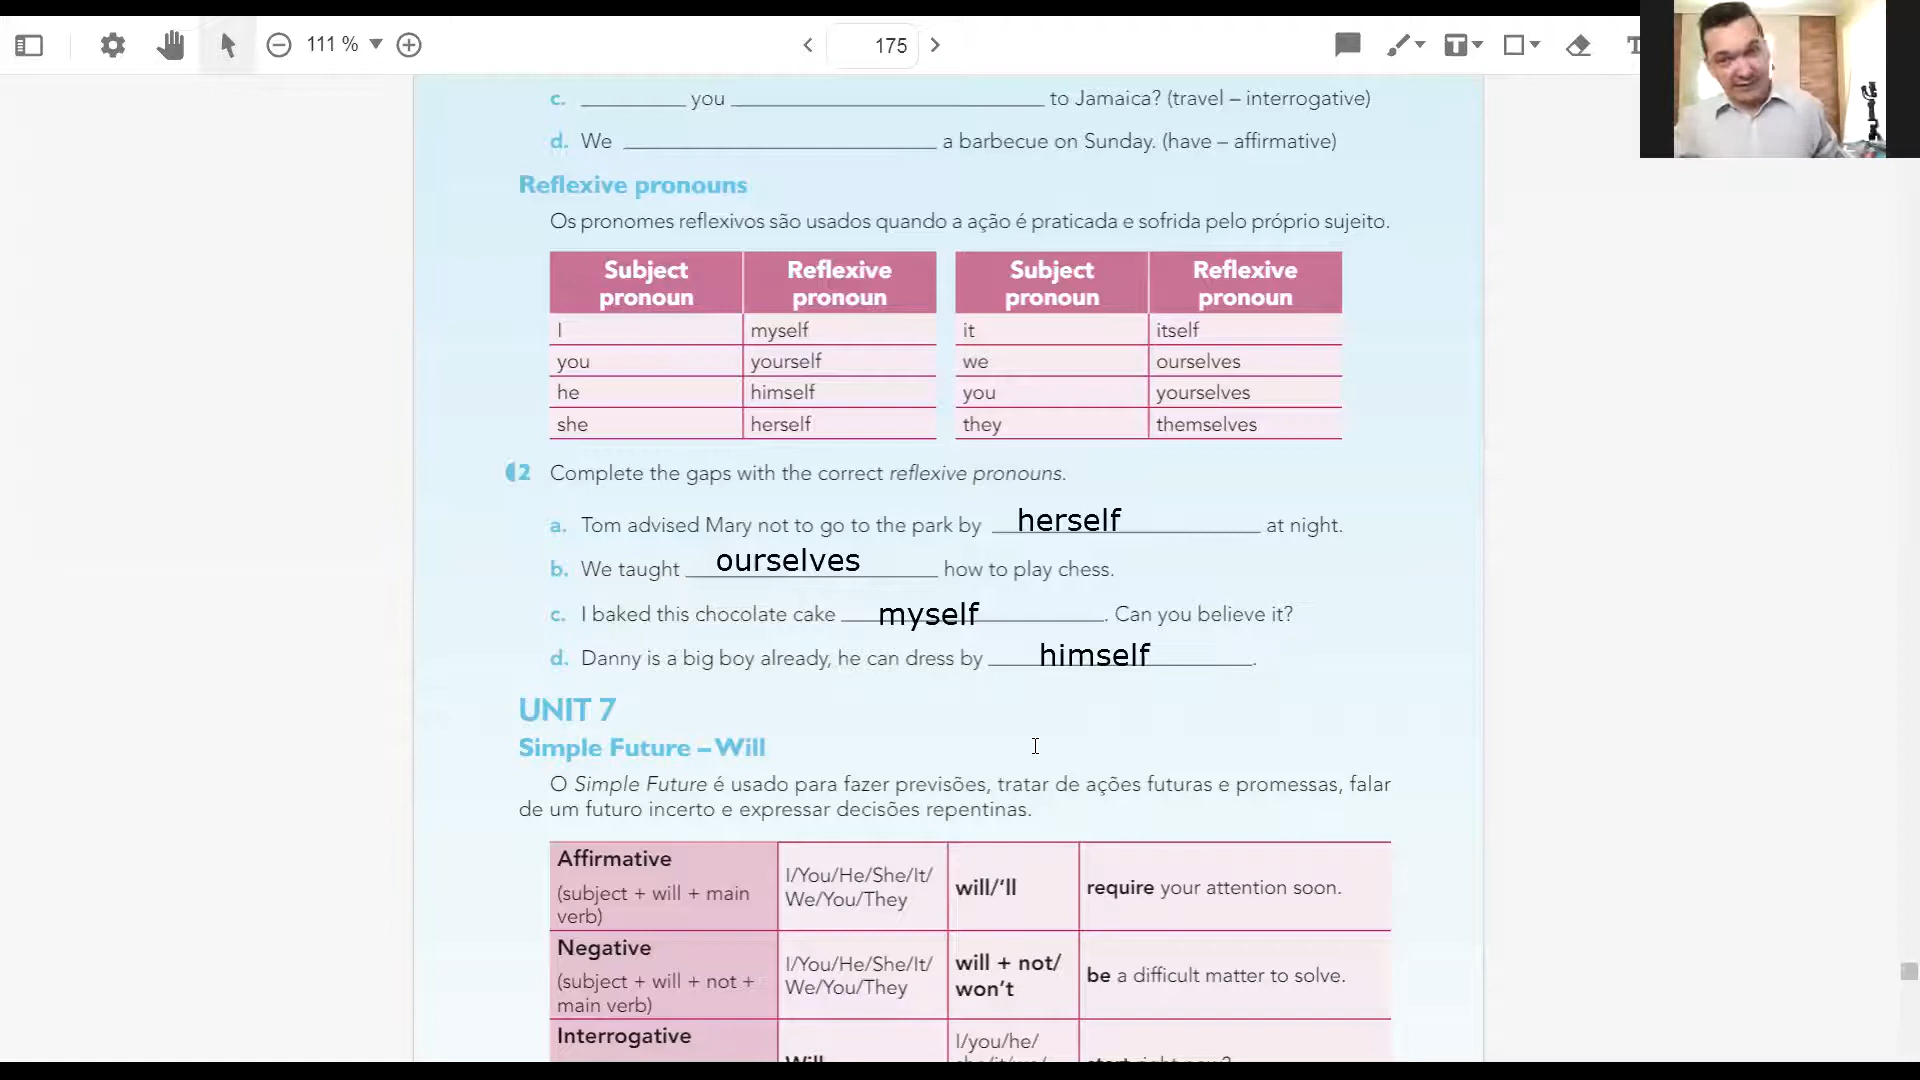 111 %
175
c. __________ you ______________________________ to Jamaica? (travel – interrogative)
d. We ______________________________ a barbecue on Sunday. (have – affirmative)
Reflexive pronouns
Os pronomes reflexivos são usados quando a ação é praticada e sofrida pelo próprio sujeito.
Subject pronoun Reflexive pronoun Subject pronoun Reflexive pronoun
I myself it itself
you yourself we ourselves
he himself you yourselves
she herself they themselves
2 Complete the gaps with the correct reflexive pronouns.
a. Tom advised Mary not to go to the park by herself at night.
b. We taught ourselves how to play chess.
c. I baked this chocolate cake myself. Can you believe it?
d. Danny is a big boy already, he can dress by himself.
UNIT 7
Simple Future – Will
O Simple Future é usado para fazer previsões, tratar de ações futuras e promessas, falar
de um futuro incerto e expressar decisões repentinas.
Affirmative
(subject + will + main
verb)
I/You/He/She/It/
We/You/They
will/‘ll
require your attention soon.
Negative
(subject + will + not +
main verb)
I/You/He/She/It/
We/You/They
will + not/
won’t
be a difficult matter to solve.
Interrogative
Will
I/you/he/